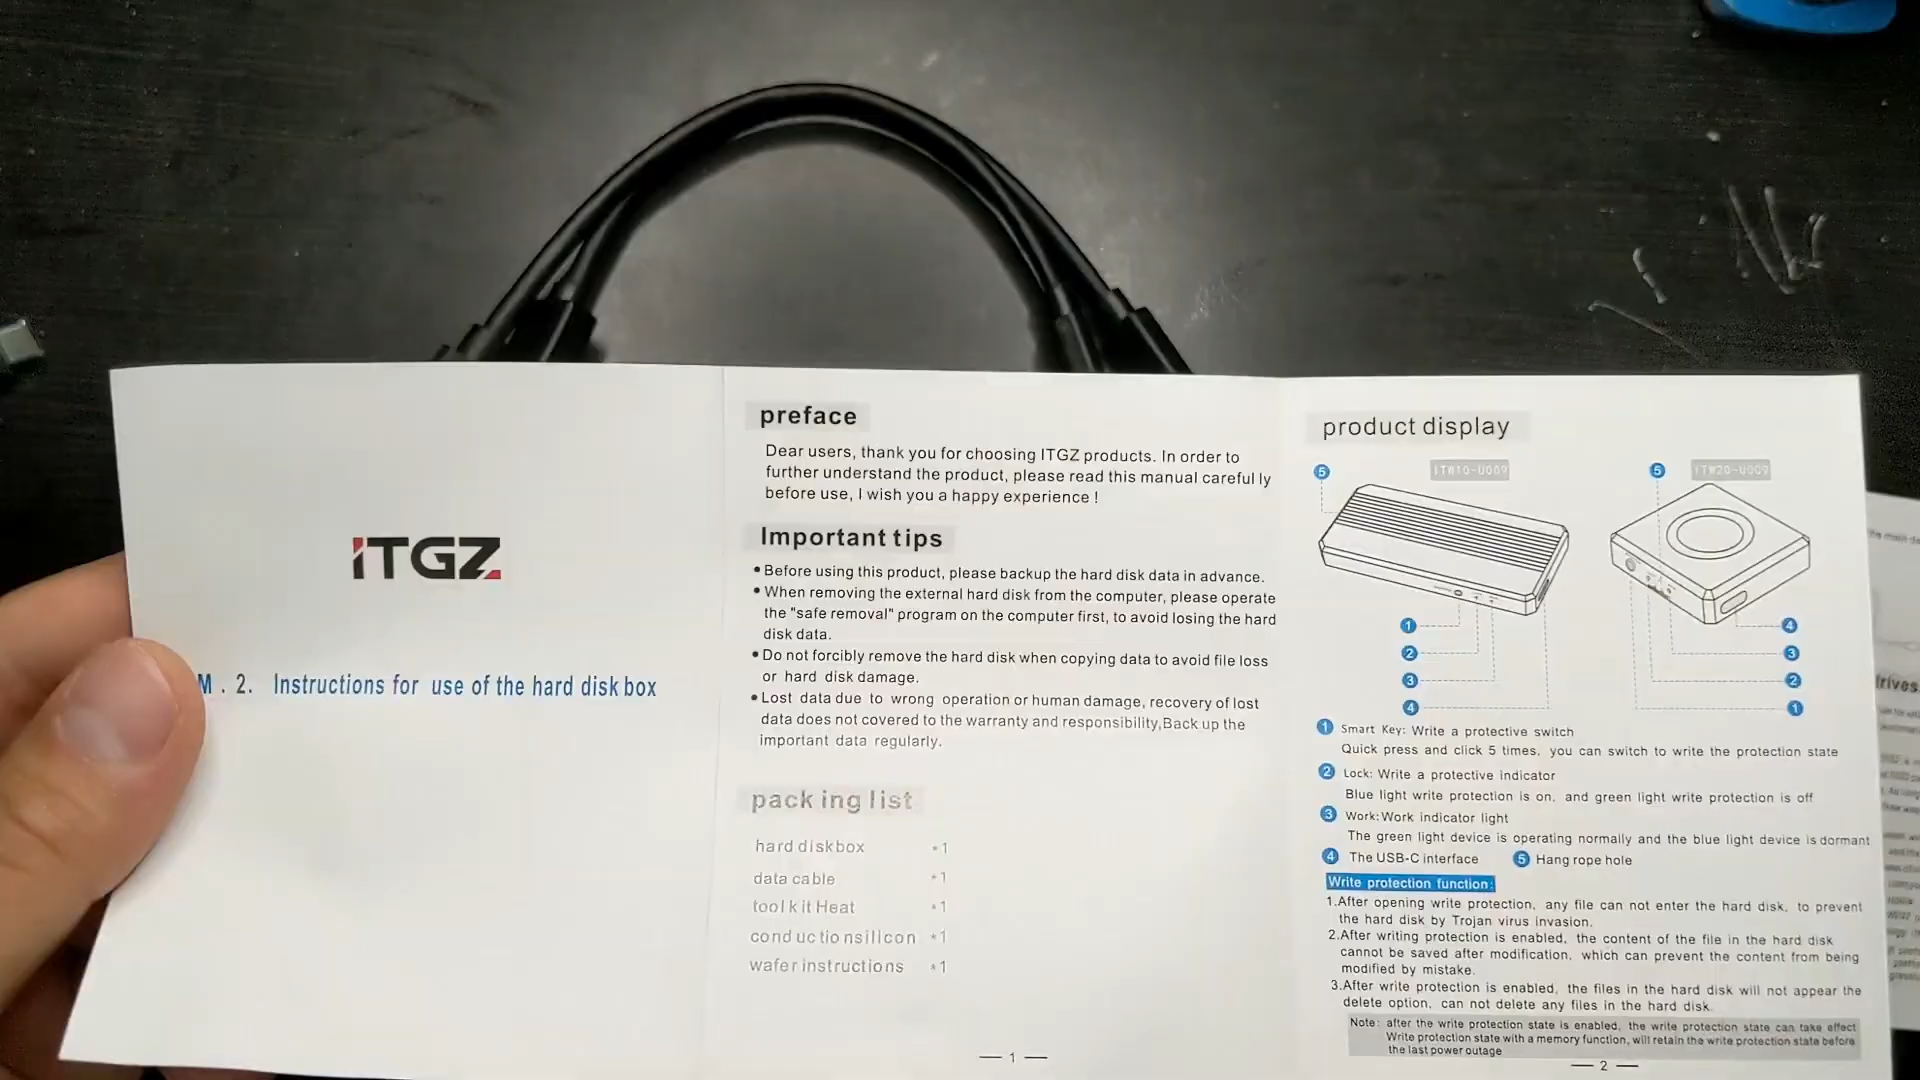 ITGZ
M . 2. Instructions for use of the hard disk box
preface
Dear users, thank you for choosing ITGZ products. In order to
further understand the product, please read this manual careful ly
before use, I wish you a happy experience !
Important tips
• Before using this product, please backup the hard disk data in advance.
• When removing the external hard disk from the computer, please operate
the "safe removal" program on the computer first, to avoid losing the hard
disk data.
• Do not forcibly remove the hard disk when copying data to avoid file loss
or hard disk damage.
• Lost data due to wrong operation or human damage, recovery of lost
data does not covered to the warranty and responsibility,Back up the
important data regularly.
packing list
hard diskbox *1
data cable *1
toolkit Heat *1
conductionsilicon *1
wafer instructions *1
1
product display
5 ITW10-U009 5 ITW20-U009
1 4
2 3
3 2
4 1
1 Smart Key: Write a protective switch
Quick press and click 5 times, you can switch to write the protection state
2 Lock: Write a protective indicator
Blue light write protection is on, and green light write protection is off
3 Work:Work indicator light
The green light device is operating normally and the blue light device is dormant
4 The USB-C interface 5 Hang rope hole
Write protection function:
1.After opening write protection, any file can not enter the hard disk, to prevent
the hard disk by Trojan virus invasion.
2.After writing protection is enabled, the content of the file in the hard disk
cannot be saved after modification, which can prevent the content from being
modified by mistake.
3.After write protection is enabled, the files in the hard disk will not appear the
delete option, can not delete any files in the hard disk.
Note: after the write protection state is enabled, the write protection state can take effect
Write protection state with a memory function, will retain the write protection state before
the last power outage
2